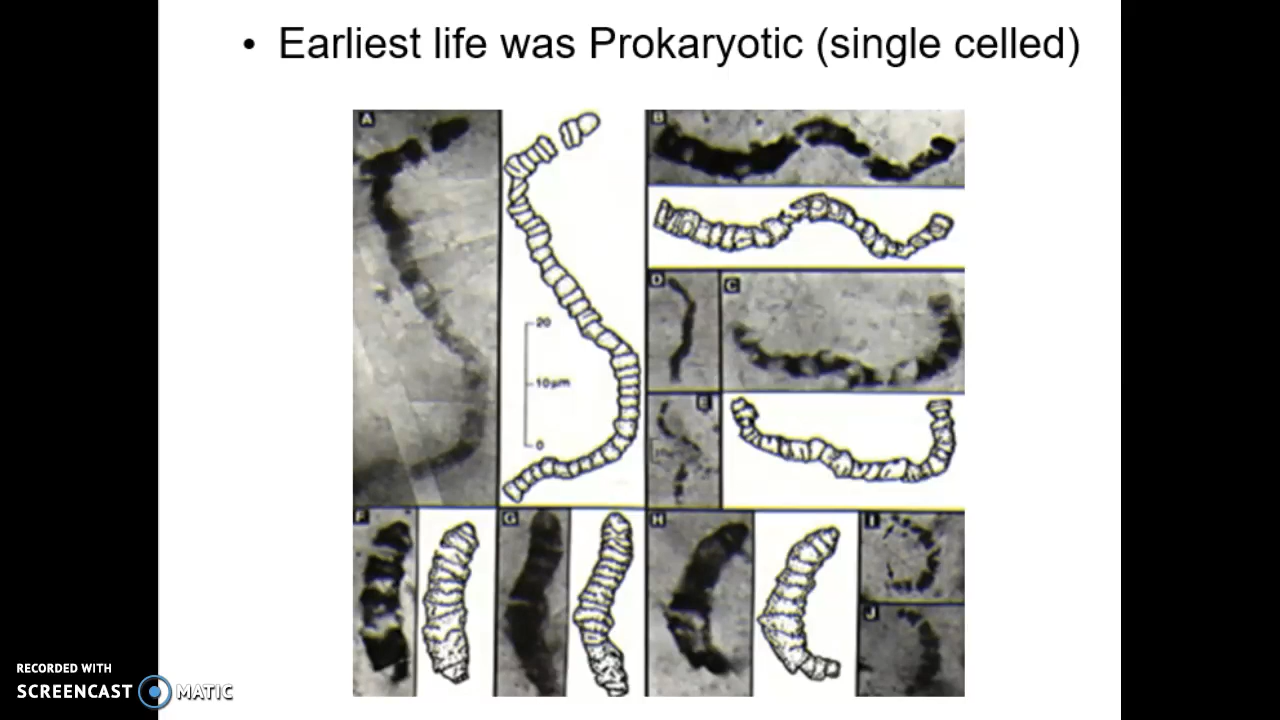 • Earliest life was Prokaryotic (single celled)
A
B
20
10µm
0
D
C
E
F
G
H
I
J
RECORDED WITH
SCREENCAST MATIC